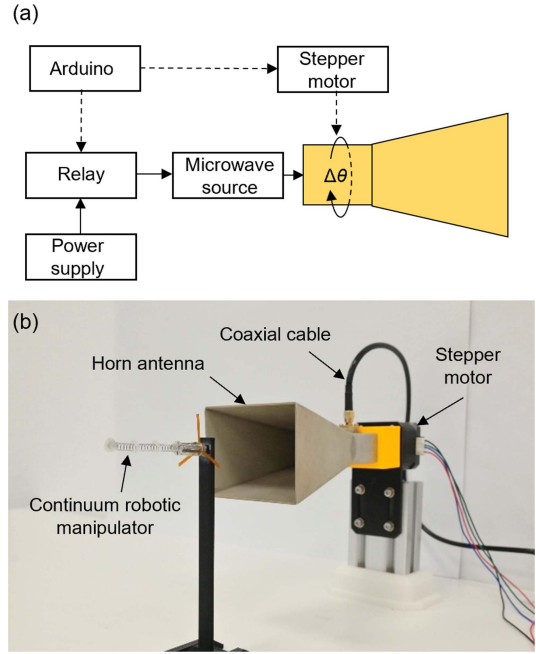 (a)
Arduino
Stepper
motor
Relay
Microwave
source
Δθ
Power
supply
(b)
Coaxial cable
Stepper
motor
Horn antenna
Continuum robotic
manipulator